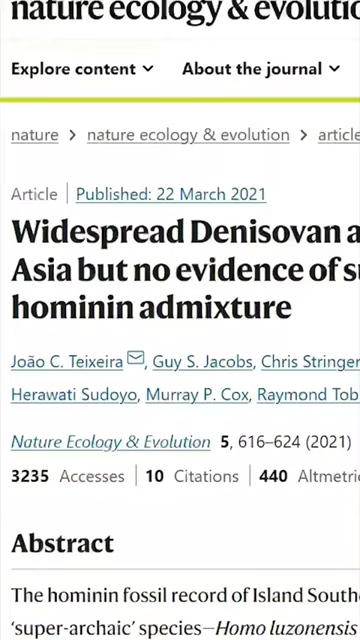 nature ecology & evolutio
Explore content About the journal
nature > nature ecology & evolution > article
Article | Published: 22 March 2021
Widespread Denisovan a
Asia but no evidence of s
hominin admixture
João C. Teixeira, Guy S. Jacobs, Chris Stringer
Herawati Sudoyo, Murray P. Cox, Raymond Tob
Nature Ecology & Evolution 5, 616–624 (2021)
3235 Accesses | 10 Citations | 440 Altmetri
Abstract
The hominin fossil record of Island South
‘super-archaic’ species—Homo luzonensis